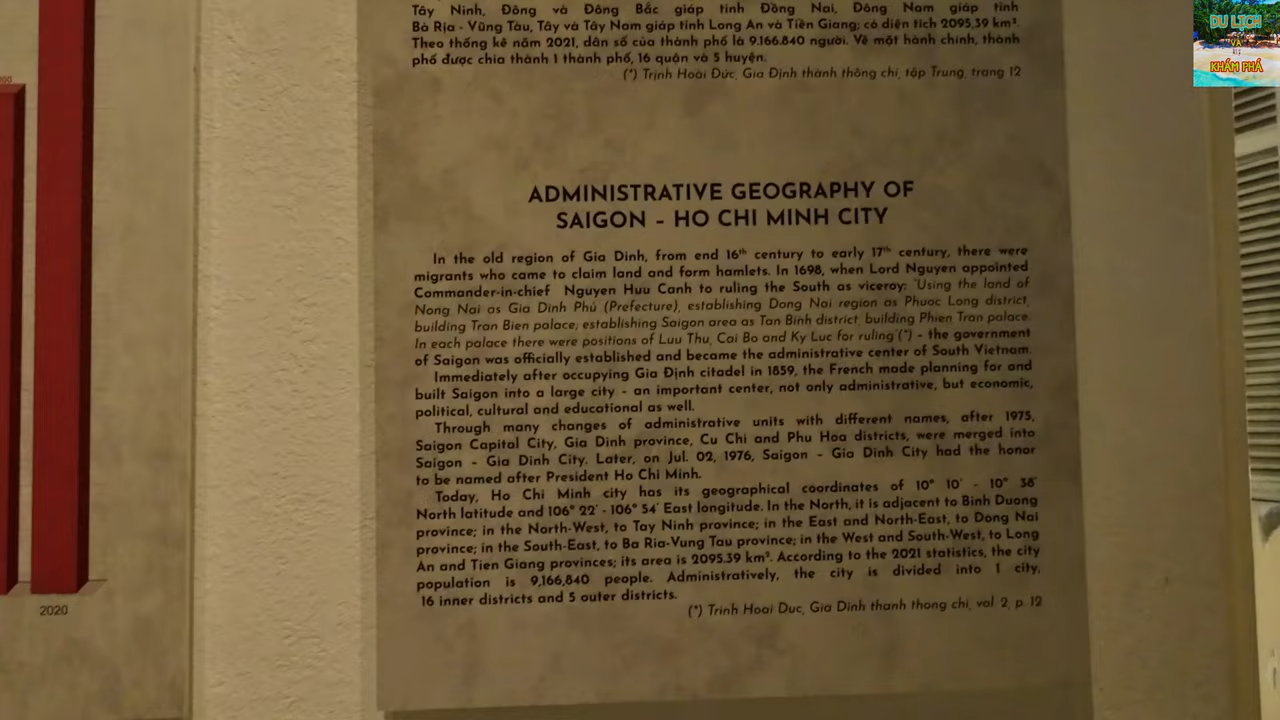 Tây Ninh, Đông và Đông Bắc giáp tỉnh Đồng Nai, Đông Nam giáp tỉnh
Bà Rịa - Vũng Tàu, Tây và Tây Nam giáp tỉnh Long An và Tiền Giang; có diện tích 2095,39 km².
Theo thống kê năm 2021, dân số của thành phố là 9.166.840 người. Về mặt hành chính, thành
phố được chia thành 1 thành phố, 16 quận và 5 huyện.
(*) Trịnh Hoài Đức, Gia Định thành thông chí, tập Trung, trang 12
ADMINISTRATIVE GEOGRAPHY OF
SAIGON - HO CHI MINH CITY
In the old region of Gia Dinh, from end 16th century to early 17th century, there were
migrants who came to claim land and form hamlets. In 1698, when Lord Nguyen appointed
Commander-in-chief Nguyen Huu Canh to ruling the South as viceroy: "Using the land of
Nong Nai as Gia Dinh Phủ (Prefecture), establishing Dong Nai region as Phuoc Long district,
building Tran Bien palace; establishing Saigon area as Tan Binh district, building Phien Tran palace.
In each palace there were positions of Luu Thu, Cai Bo and Ky Luc for ruling"(*) - the government
of Saigon was officially established and became the administrative center of South Vietnam.
Immediately after occupying Gia Định citadel in 1859, the French made planning for and
built Saigon into a large city - an important center, not only administrative, but economic,
political, cultural and educational as well.
Through many changes of administrative units with different names, after 1975,
Saigon Capital City, Gia Dinh province, Cu Chi and Phu Hoa districts, were merged into
Saigon - Gia Dinh City. Later, on Jul. 02, 1976, Saigon - Gia Dinh City had the honor
to be named after President Ho Chi Minh.
Today, Ho Chi Minh city has its geographical coordinates of 10° 10' - 10° 38'
North latitude and 106° 22' - 106° 54' East longitude. In the North, it is adjacent to Binh Duong
province; in the North-West, to Tay Ninh province; in the East and North-East, to Dong Nai
province; in the South-East, to Ba Ria-Vung Tau province; in the West and South-West, to Long
An and Tien Giang provinces; its area is 2095.39 km². According to the 2021 statistics, the city
population is 9,166,840 people. Administratively, the city is divided into 1 city,
16 inner districts and 5 outer districts.
(*) Trinh Hoai Duc, Gia Dinh thanh thong chi, vol. 2, p. 12
2020
DU LỊCH
VÀ
KHÁM PHÁ